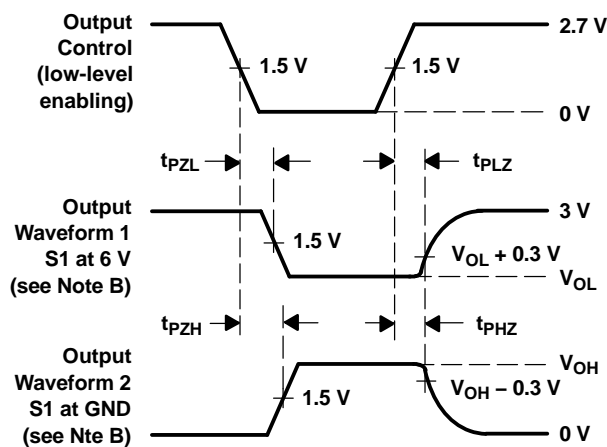 Output
Control
(low-level
enabling)
1.5 V
1.5 V
2.7 V
0 V
tPZL
tPLZ
Output
Waveform 1
S1 at 6 V
(see Note B)
1.5 V
3 V
VOL + 0.3 V
VOL
tPZH
tPHZ
Output
Waveform 2
S1 at GND
(see Nte B)
1.5 V
VOH
VOH – 0.3 V
0 V